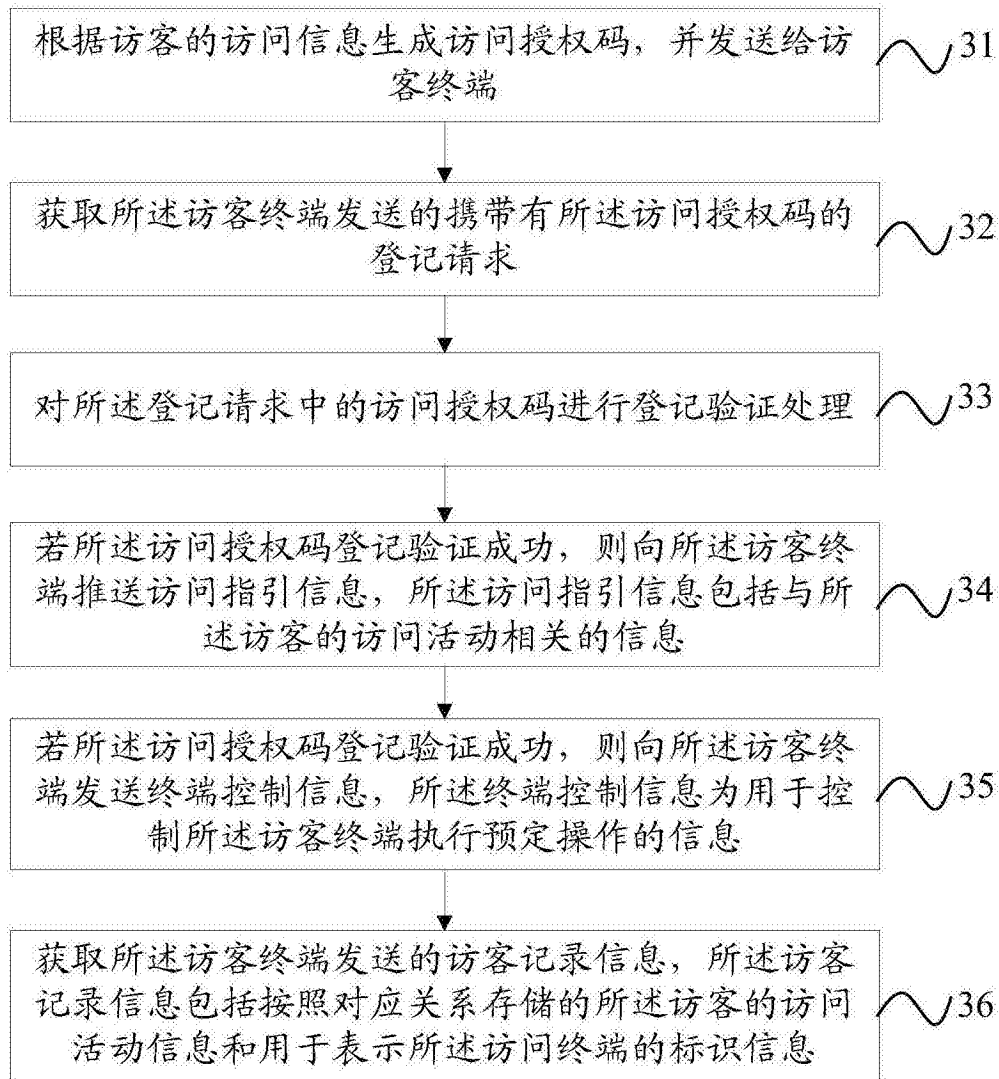 根据访客的访问信息生成访问授权码，并发送给访
客终端
31
获取所述访客终端发送的携带有所述访问授权码的
登记请求
32
对所述登记请求中的访问授权码进行登记验证处理
33
若所述访问授权码登记验证成功，则向所述访客终
端推送访问指引信息，所述访问指引信息包括与所
述访客的访问活动相关的信息
34
若所述访问授权码登记验证成功，则向所述访客终
端发送终端控制信息，所述终端控制信息为用于控
制所述访客终端执行预定操作的信息
35
获取所述访客终端发送的访客记录信息，所述访客
记录信息包括按照对应关系存储的所述访客的访问
活动信息和用于表示所述访问终端的标识信息
36